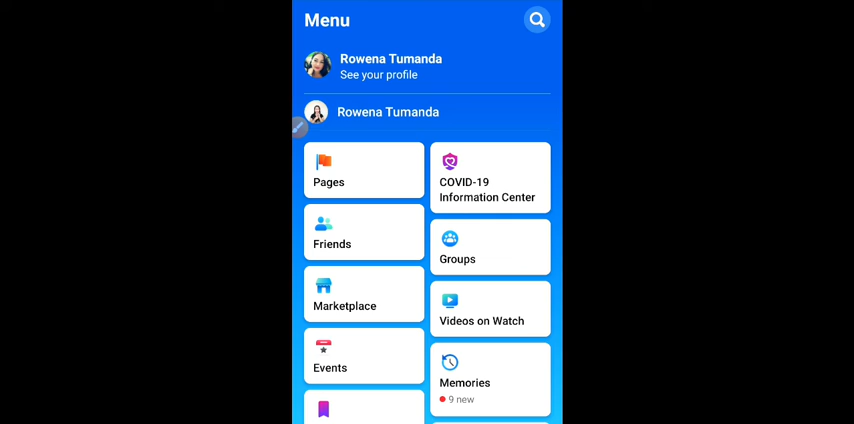 Menu
Rowena Tumanda
See your profile
Rowena Tumanda
Pages
COVID-19
Information Center
Friends
Groups
Marketplace
Videos on Watch
Events
Memories
9 new